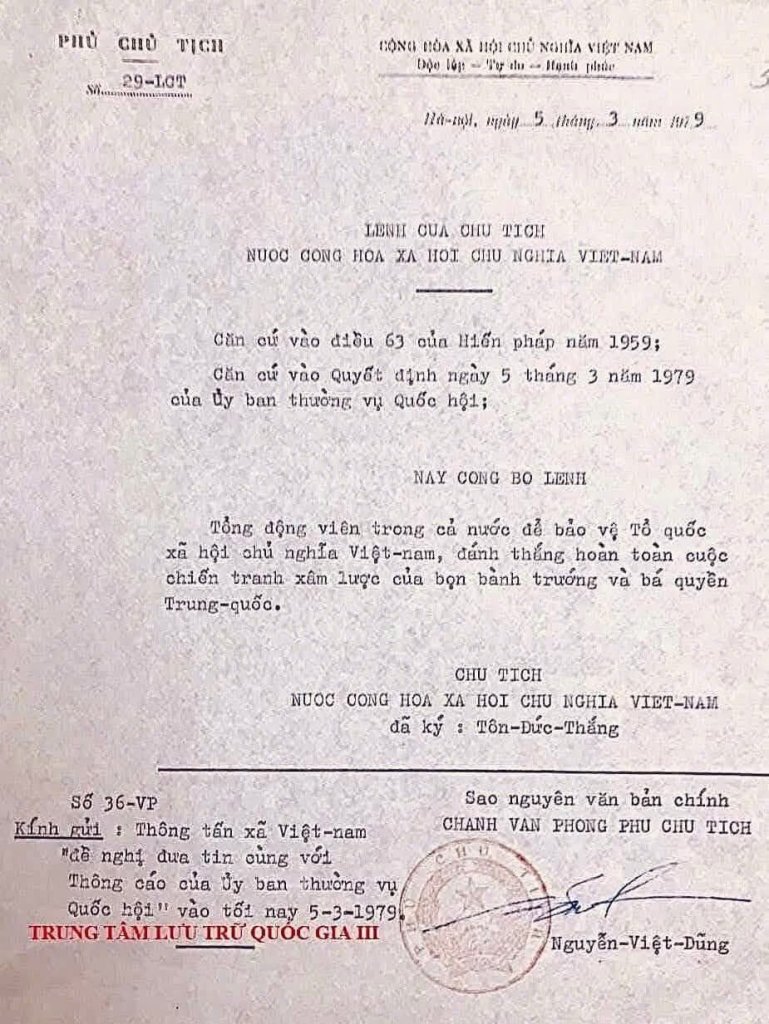 PHỦ CHỦ TỊCH
Số 29-LCT
CỘNG HÒA XÃ HỘI CHỦ NGHĨA VIỆT NAM
Độc lập – Tự do – Hạnh phúc
Hà-nội, ngày 5 tháng 3 năm 1979
LENH CUA CHU TICH
NUOC CONG HOA XA HOI CHU NGHIA VIET-NAM
Căn cứ vào điều 63 của Hiến pháp năm 1959;
Căn cứ vào Quyết định ngày 5 tháng 3 năm 1979
của Ủy ban thường vụ Quốc hội;
NAY CONG BO LENH
Tổng động viên trong cả nước để bảo vệ Tổ quốc
xã hội chủ nghĩa Việt-nam, đánh thắng hoàn toàn cuộc
chiến tranh xâm lược của bọn bành trướng và bá quyền
Trung-quốc.
CHU TICH
NUOC CONG HOA XA HOI CHU NGHIA VIET-NAM
đã ký : Tôn-Đức-Thắng
Số 36-VP
Kính gửi : Thông tấn xã Việt-nam
"đề nghị đưa tin cùng với
Thông cáo của Ủy ban thường vụ
Quốc hội" vào tối nay 5-3-1979.
TRUNG TÂM LƯU TRỮ QUỐC GIA III
Sao nguyên văn bản chính
CHANH VAN PHONG PHU CHU TICH
PHỦ CHỦ TỊCH
Nguyễn-Việt-Dũng